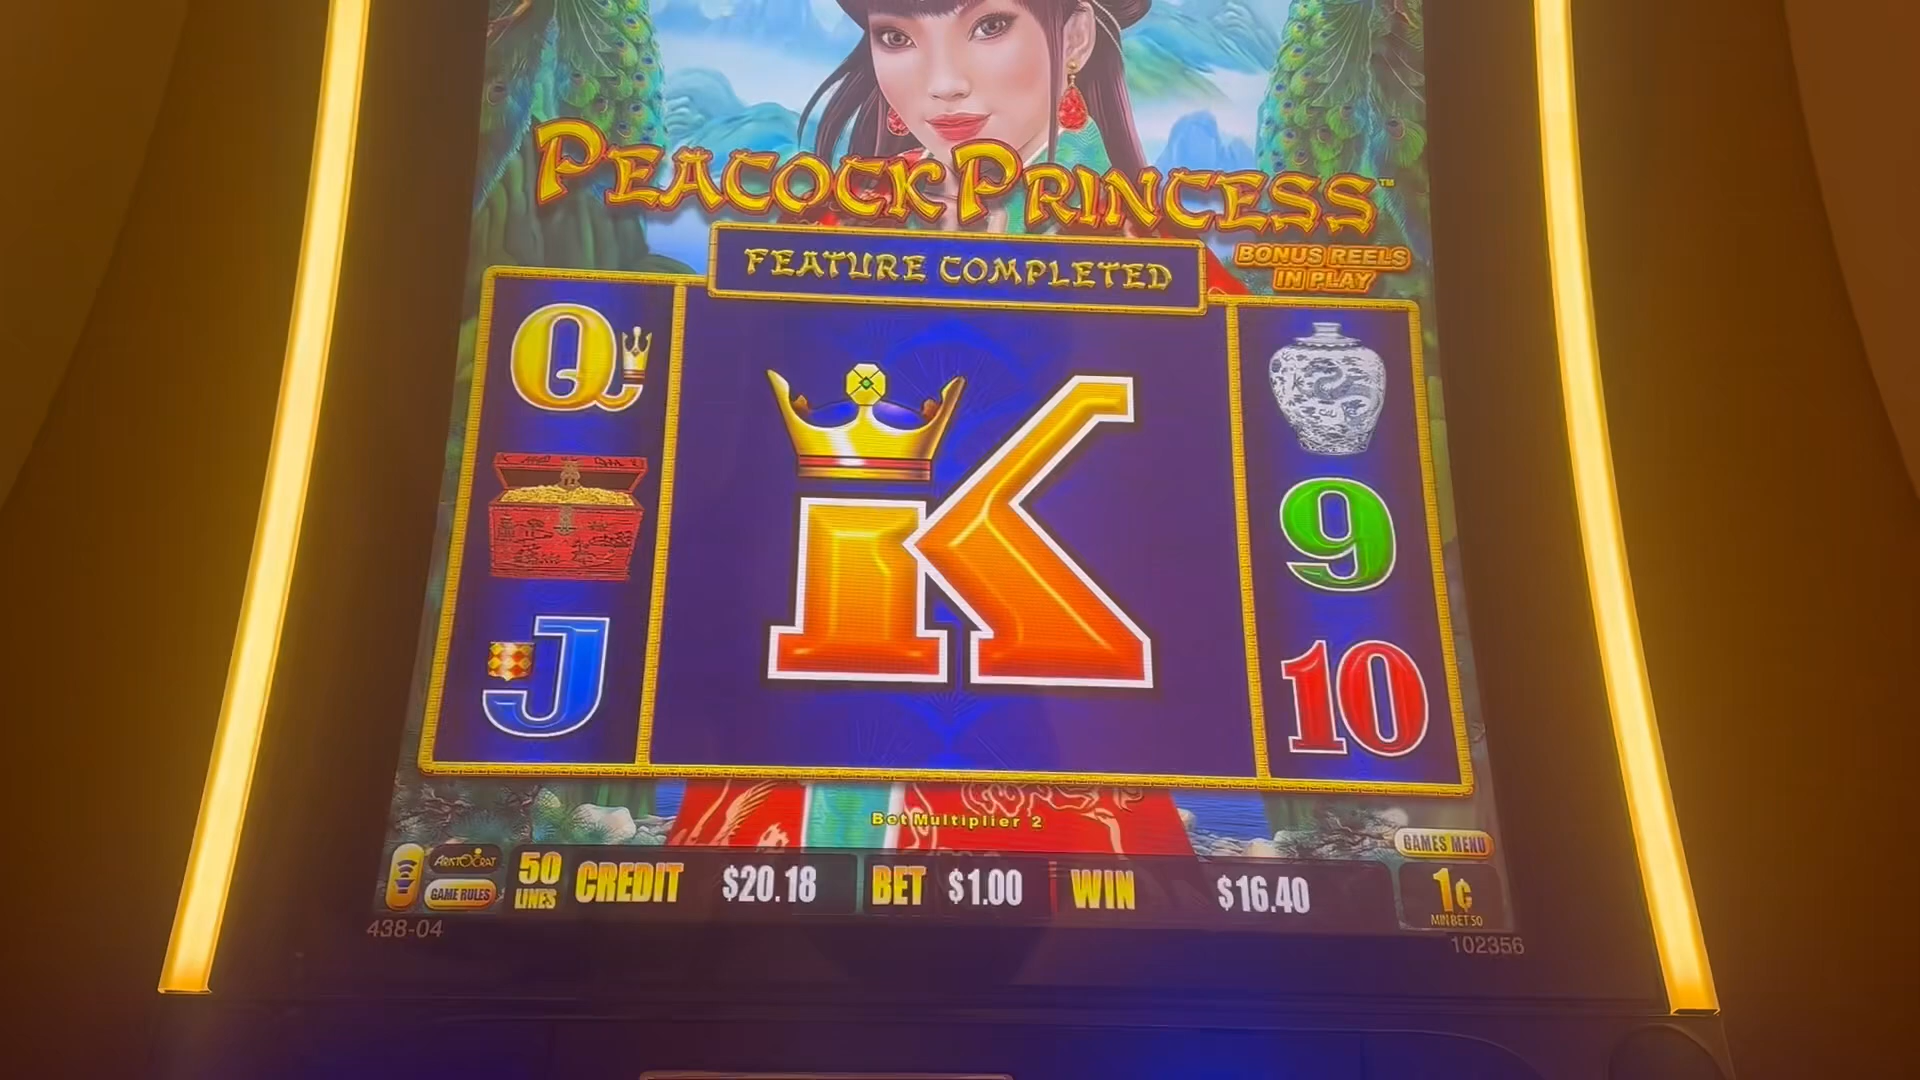 PEACOCK PRINCESS™
FEATURE COMPLETED
BONUS REELS
IN PLAY
Q
K
9
J
10
Bet Multiplier 2
GAMES MENU
ARISTOCRAT
GAME RULES
50
LINES
CREDIT $20.18
BET $1.00
WIN $16.40
1¢
MIN BET 50
438-04
102356